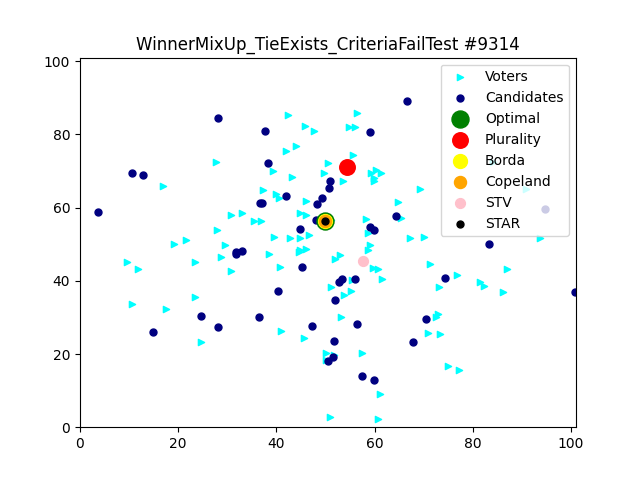 WinnerMixUp_TieExists_CriteriaFailTest #9314
100
80
60
40
20
0
0 20 40 60 80 100
Voters
Candidates
Optimal
Plurality
Borda
Copeland
STV
STAR